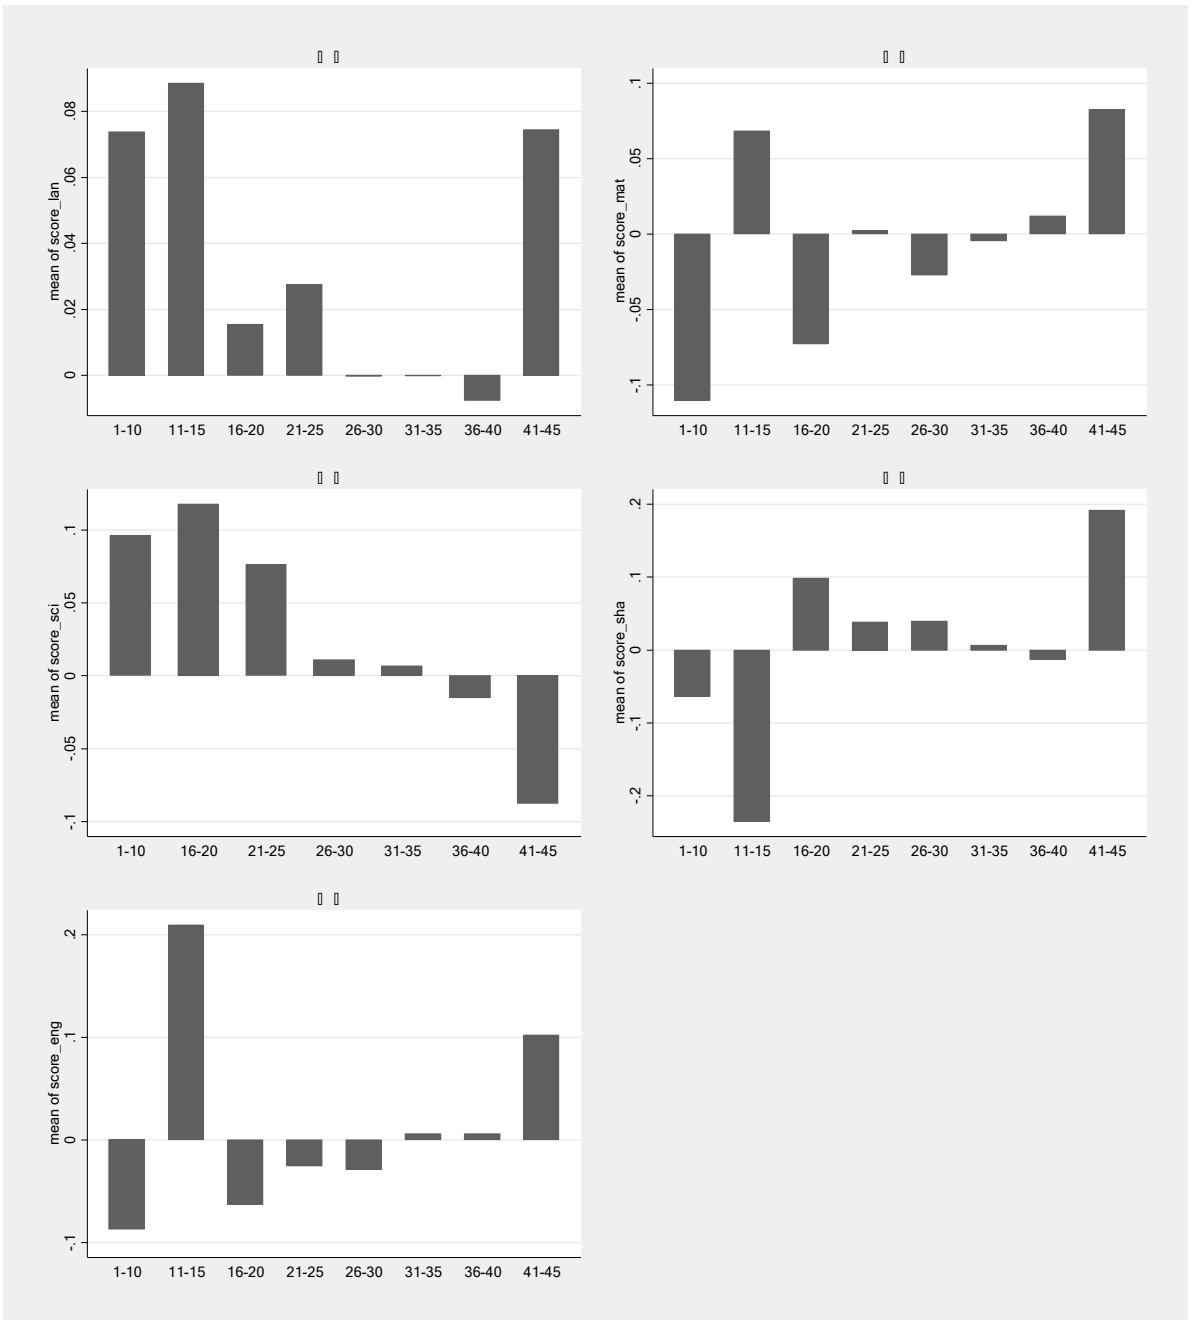 mean of score_lan
.08
.06
.04
.02
0
1-10 11-15 16-20 21-25 26-30 31-35 36-40 41-45
mean of score_mat
.1
.05
0
-.05
-.1
1-10 11-15 16-20 21-25 26-30 31-35 36-40 41-45
mean of score_sci
.1
.05
0
-.05
-.1
1-10 16-20 21-25 26-30 31-35 36-40 41-45
mean of score_sha
.2
.1
0
-.1
-.2
1-10 11-15 16-20 21-25 26-30 31-35 36-40 41-45
mean of score_eng
.2
.1
0
-.1
1-10 11-15 16-20 21-25 26-30 31-35 36-40 41-45